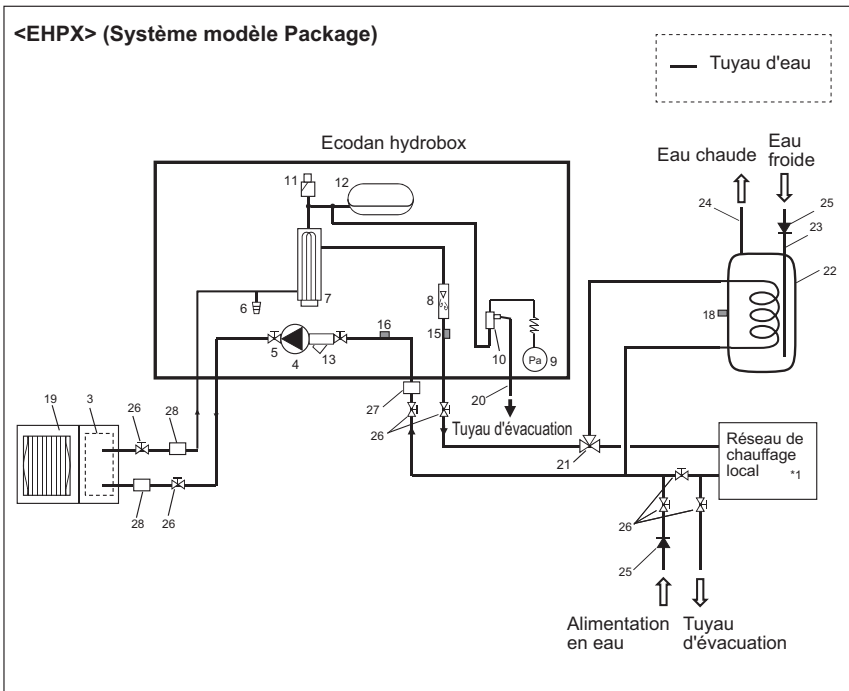 <EHPX> (Système modèle Package)
Tuyau d'eau
Ecodan hydrobox
Eau chaude
Eau
froide
11
12
24
25
23
22
6
7
8
18
16
15
5
4
13
10
Pa
9
19
3
26
28
27
26
20
Tuyau d'évacuation
21
Réseau de
chauffage
local *1
28
26
26
25
Alimentation
en eau
Tuyau
d'évacuation